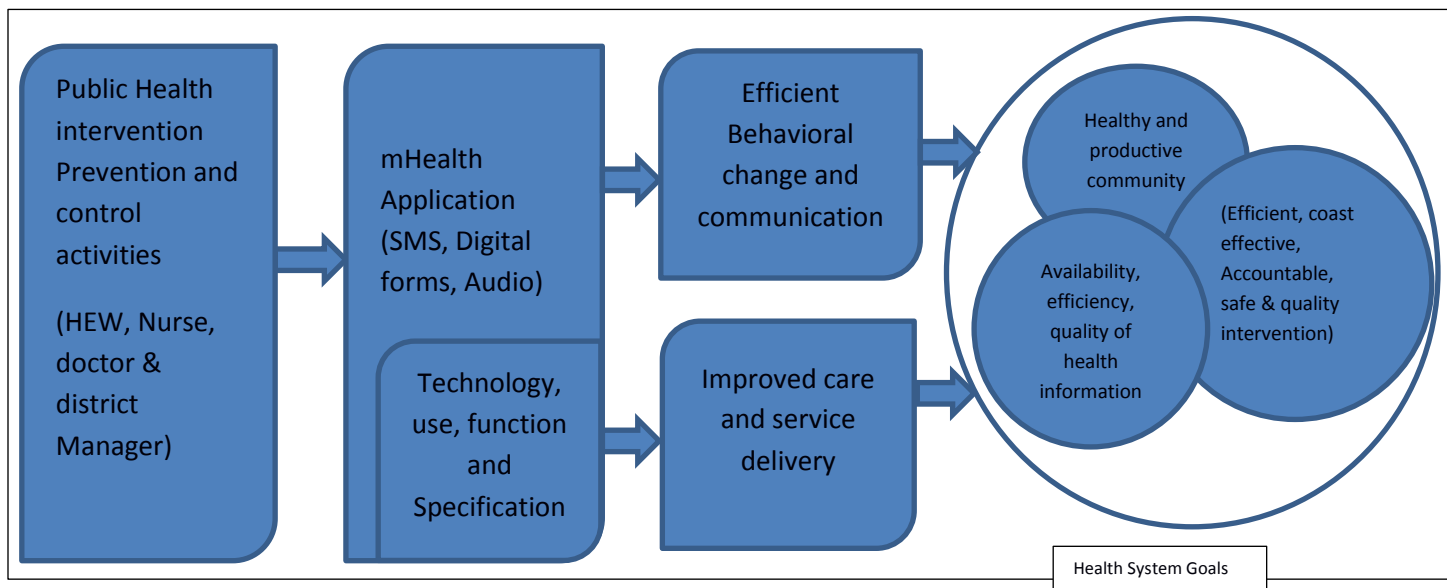 Public Health
intervention
Prevention and
control
activities
(HEW, Nurse,
doctor &
district
Manager)
mHealth
Application
(SMS, Digital
forms, Audio)
Technology,
use, function
and
Specification
Efficient
Behavioral
change and
communication
Improved care
and service
delivery
Healthy and
productive
community
(Efficient, coast
effective,
Accountable,
safe & quality
intervention)
Availability,
efficiency,
quality of
health
information
Health System Goals